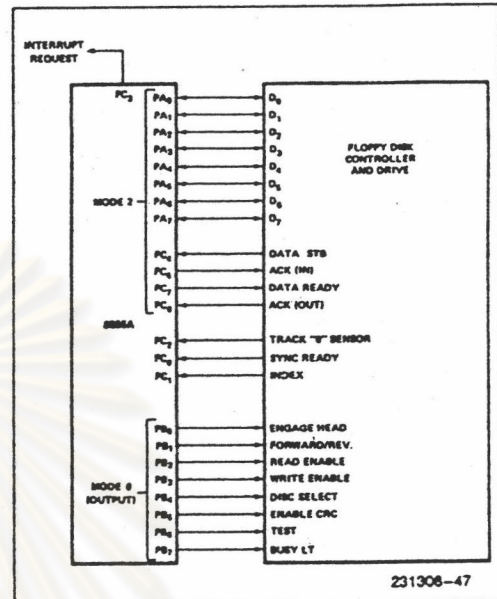 INTERRUPT
REQUEST
PC3
PA0 D0
PA1 D1
PA2 D2
PA3 D3
PA4 D4
PA5 D5
PA6 D6
PA7 D7
MODE 2
FLOPPY DISK
CONTROLLER
AND DRIVE
PC4 DATA STB
PC5 ACK (IN)
PC7 DATA READY
PC6 ACK (OUT)
PC2 TRACK "0" SENSOR
PC0 SYNC READY
PC1 INDEX
PB0 ENGAGE HEAD
PB1 FORWARD/REV.
PB2 READ ENABLE
PB3 WRITE ENABLE
PB4 DISC SELECT
PB5 ENABLE CRC
PB6 TEST
PB7 BUSY LT
MODE 0
(OUTPUT)
231306–47